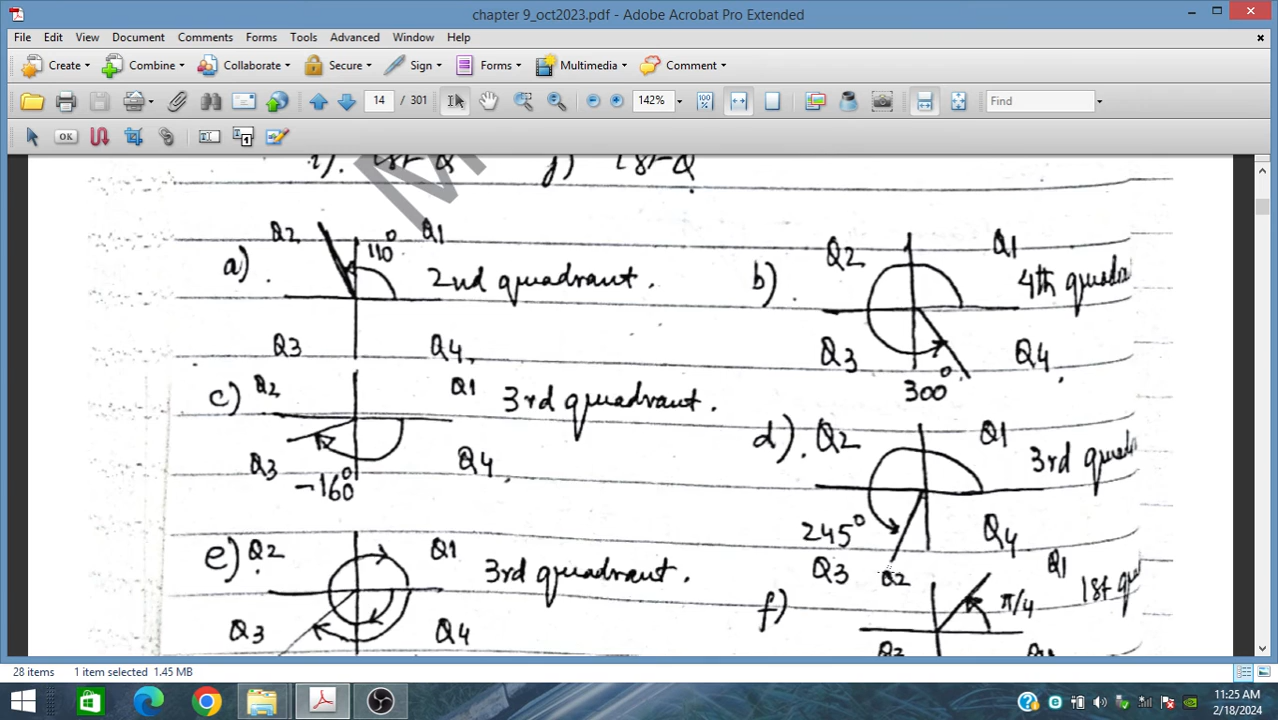 chapter 9_oct2023.pdf - Adobe Acrobat Pro Extended
File Edit View Document Comments Forms Tools Advanced Window Help
Create Combine Collaborate Secure Sign Forms Multimedia Comment
14 / 301 142% Find
OK
i). 1st Q j) 1st Q
a). Q2 110° Q1 2nd quadrant.
Q3 Q4
b). Q2 Q1 4th quadra
Q3 Q4
300°
c) Q2 Q1 3rd quadrant.
Q3 Q4
-160°
d). Q2 Q1 3rd quad
245° Q4
Q3
e) Q2 Q1 3rd quadrant.
Q3 Q4
f) Q2 Q1 π/4 1st qu
28 items 1 item selected 1.45 MB
11:25 AM
2/18/2024